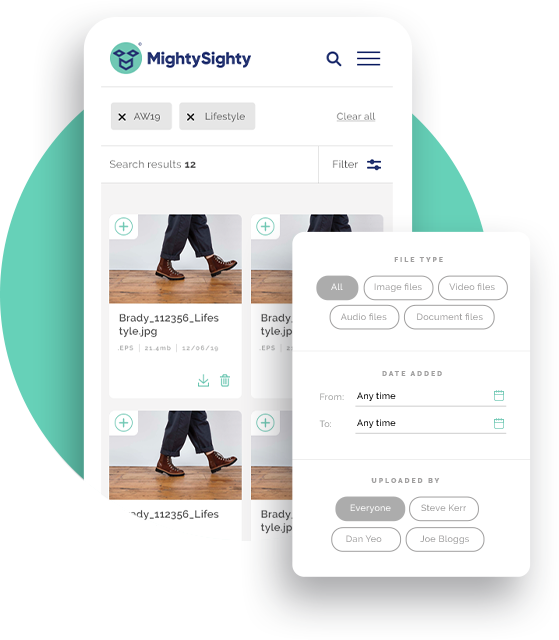 MightySighty
AW19
Lifestyle
Clear all
Search results 12
Filter
Brady_112356_Lifes
tyle.jpg
.EPS | 21.4mb | 12/06/19
Brady_
tyle.jp
.EPS
dy_112356_Lifes
Brady_
tyle.jp
FILE TYPE
All
Image files
Video files
Audio files
Document files
DATE ADDED
From: Any time
To: Any time
UPLOADED BY
Everyone
Steve Kerr
Dan Yeo
Joe Bloggs